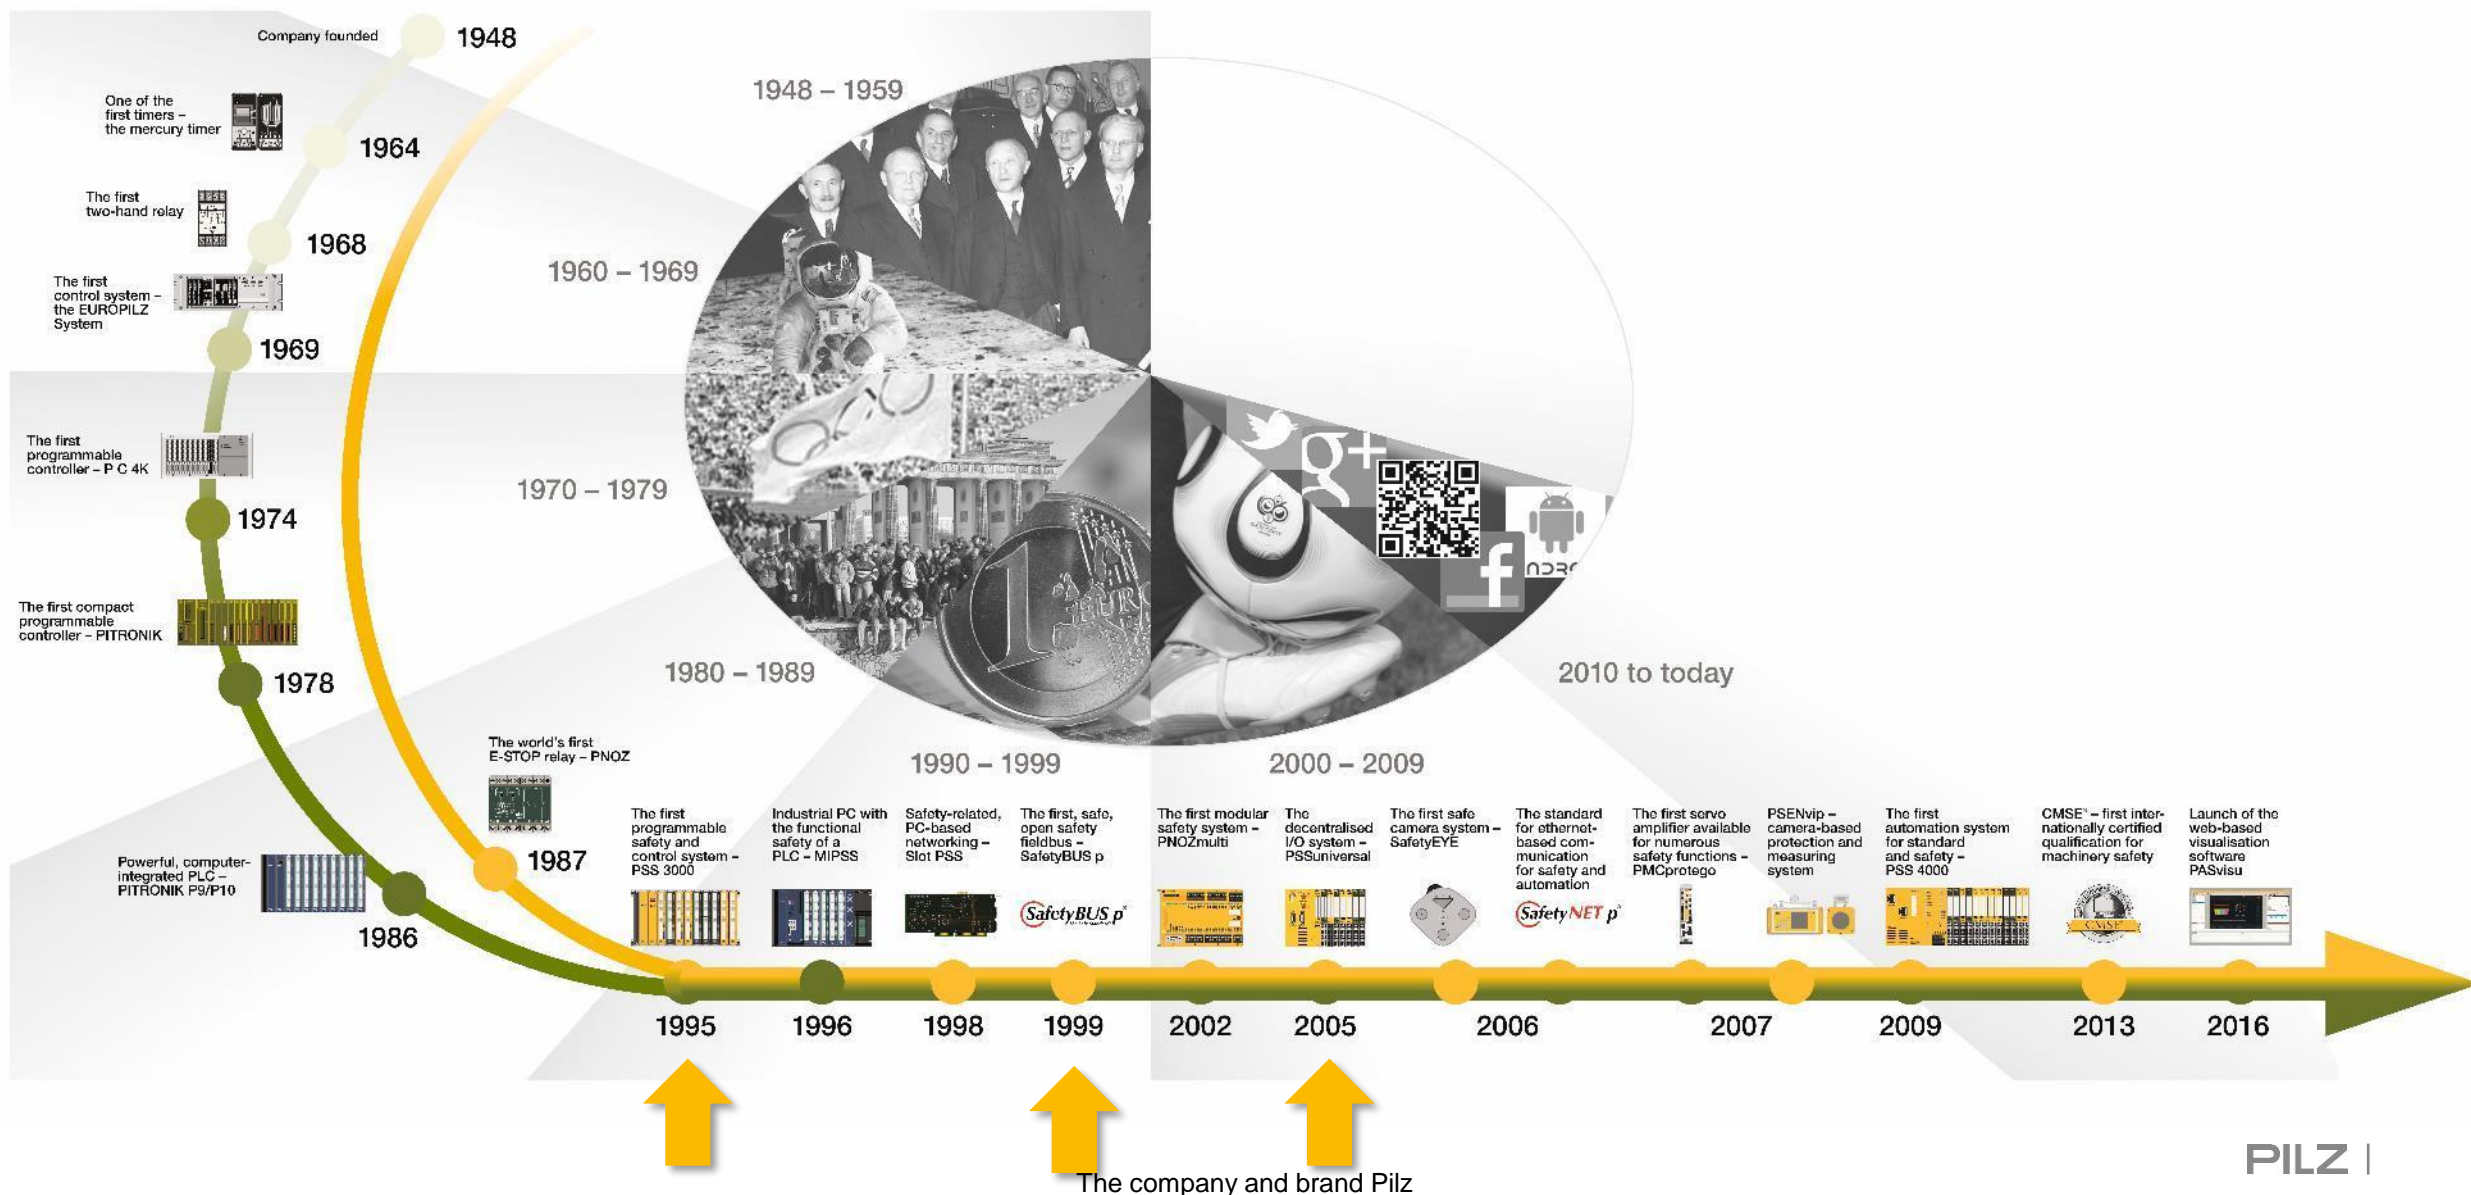 Company founded
1948
One of the
first timers –
the mercury timer
1964
The first
two-hand relay
1968
The first
control system –
the EUROPILZ
System
1969
The first
programmable
controller – P C 4K
1974
The first compact
programmable
controller – PITRONIK
1978
Powerful, computer-
integrated PLC –
PITRONIK P9/P10
1986
The world's first
E-STOP relay – PNOZ
1987
1948 – 1959
1960 – 1969
1970 – 1979
1980 – 1989
1990 – 1999
2000 – 2009
2010 to today
1
EURO
g+
f
The first
programmable
safety and
control system –
PSS 3000
1995
Industrial PC with
the functional
safety of a
PLC – MIPSS
1996
Safety-related,
PC-based
networking –
Slot PSS
1998
The first, safe,
open safety
fieldbus –
SafetyBUS p
SafetyBUS p
1999
The first modular
safety system –
PNOZmulti
2002
The
decentralised
I/O system –
PSSuniversal
2005
The first safe
camera system –
SafetyEYE
The standard
for ethernet-
based com-
munication
for safety and
automation
SafetyNET p
2006
The first servo
amplifier available
for numerous
safety functions –
PMCprotego
PSENvip –
camera-based
protection and
measuring
system
2007
The first
automation system
for standard
and safety –
PSS 4000
2009
CMSE® – first inter-
nationally certified
qualification for
machinery safety
CMSE
2013
Launch of the
web-based
visualisation
software
PASvisu
2016
PILZ
The company and brand Pilz